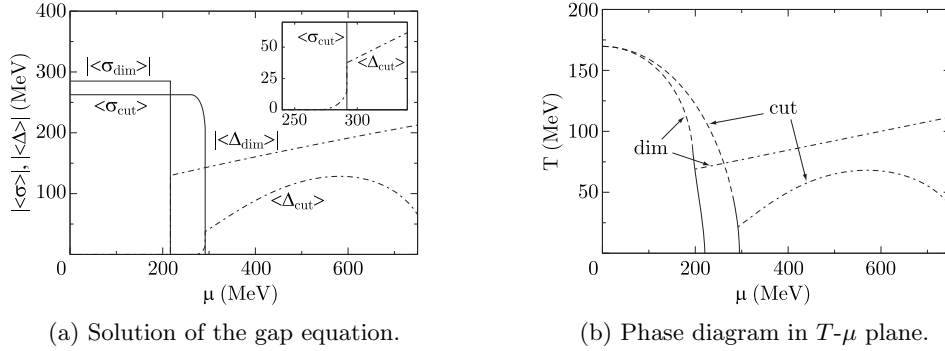 400
300
200
100
0
|<σ>|, |<Δ>| (MeV)
|<σdim>|
<σcut>
|<Δdim>|
<Δcut>
60
40
20
0
<σcut>
<Δcut>
250 300
0 200 400 600
μ (MeV)
(a) Solution of the gap equation.
200
150
100
50
0
T (MeV)
cut
dim
0 200 400 600
μ (MeV)
(b) Phase diagram in T-μ plane.